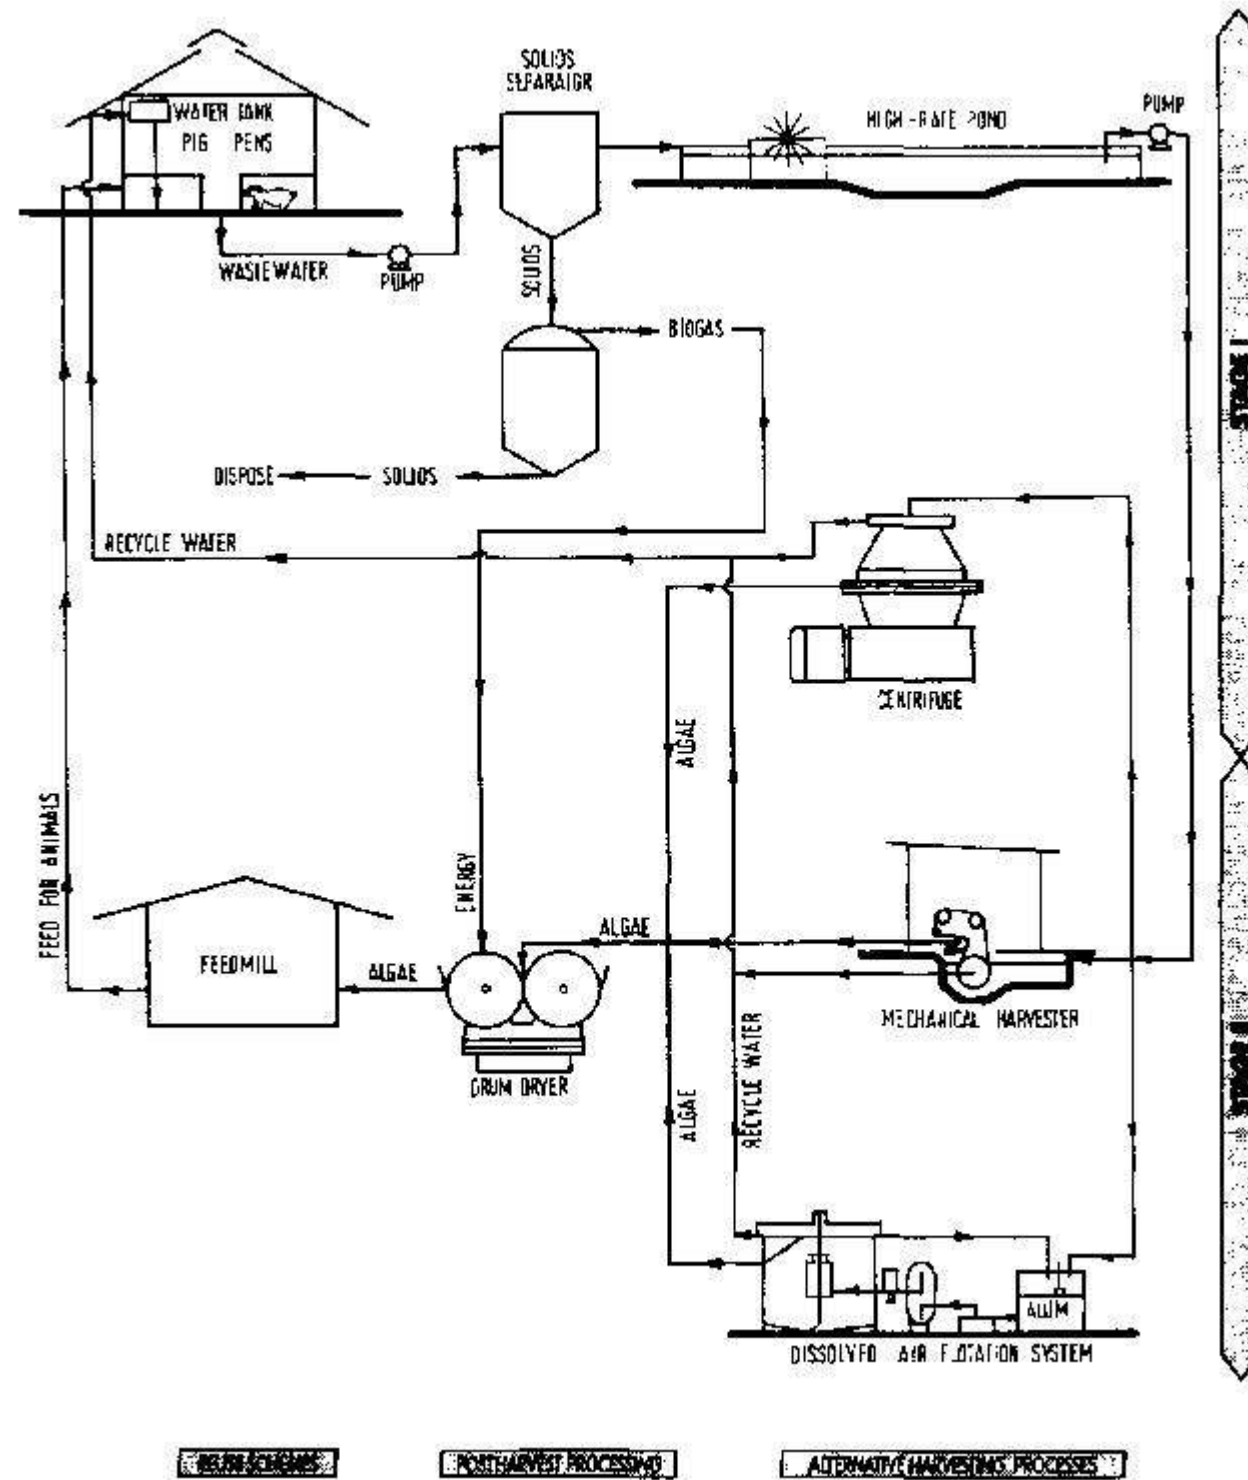 SOLIDS
SEPARATOR
WATER TANK
PIG PENS
HIGH-RATE POND
PUMP
WASTEWATER
PUMP
SOLIDS
BIOGAS
DISPOSE
SOLIDS
STAGE I
RECYCLE WATER
CENTRIFUGE
ALGAE
FEED FOR ANIMALS
ENERGY
ALGAE
FEEDMILL
ALGAE
MECHANICAL HARVESTER
STAGE II
DRUM DRYER
ALGAE
RECYCLE WATER
ALUM
DISSOLVED AIR FLOTATION SYSTEM
REUSE SCHEMES
POSTHARVEST PROCESSING
ALTERNATIVE HARVESTING PROCESSES